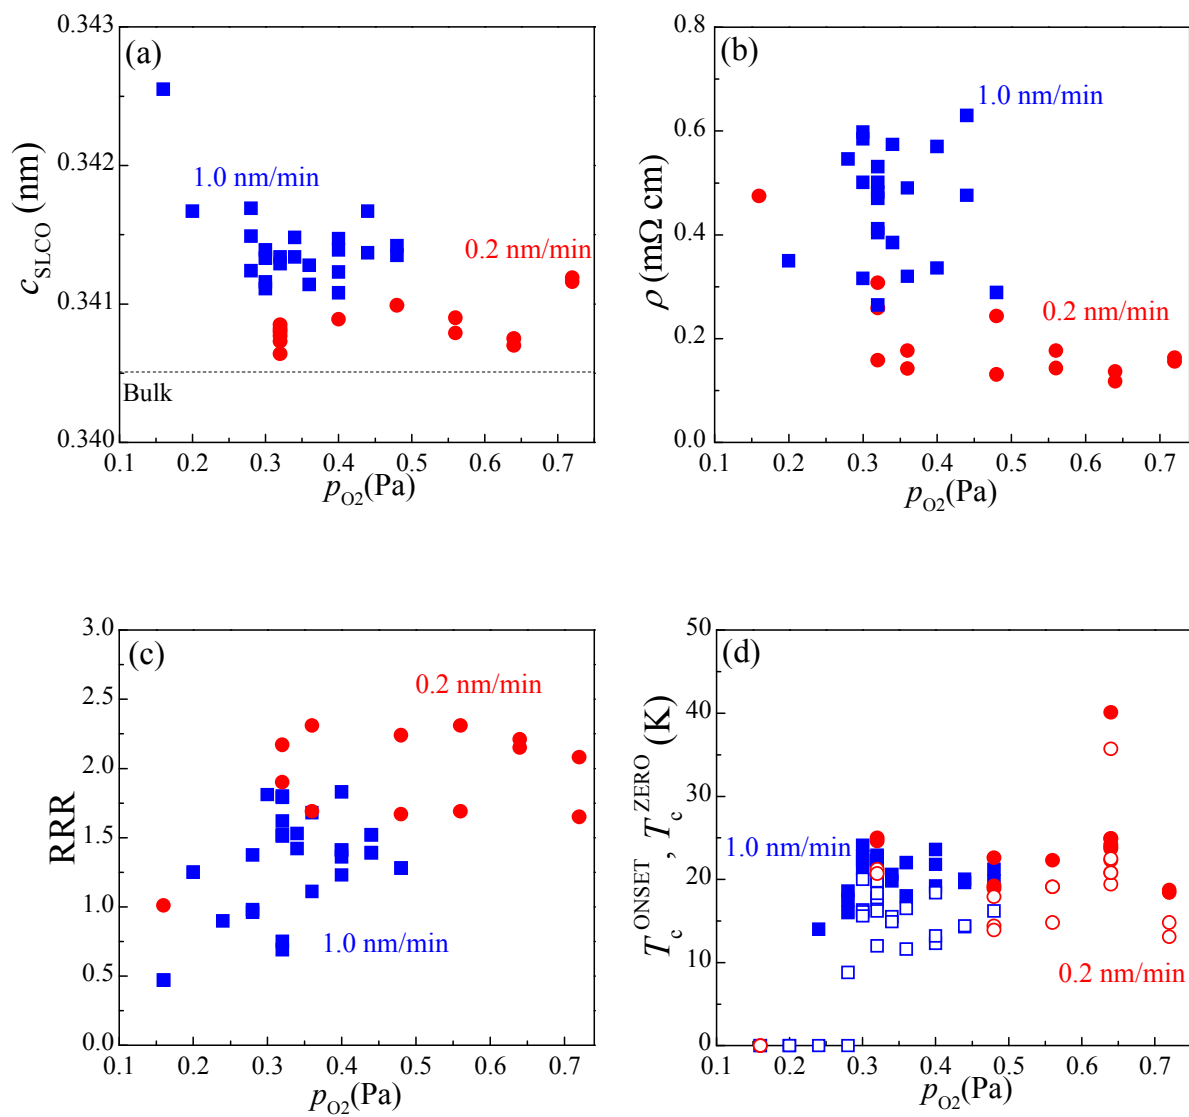 (a)
0.343
0.342
0.341
0.340
c_SLCO (nm)
1.0 nm/min
0.2 nm/min
Bulk
0.1 0.2 0.3 0.4 0.5 0.6 0.7
p_O2(Pa)
(b)
0.8
0.6
0.4
0.2
0.0
ρ (mΩ cm)
1.0 nm/min
0.2 nm/min
0.1 0.2 0.3 0.4 0.5 0.6 0.7
p_O2(Pa)
(c)
3.0
2.5
2.0
1.5
1.0
0.5
0.0
RRR
0.2 nm/min
1.0 nm/min
0.1 0.2 0.3 0.4 0.5 0.6 0.7
p_O2(Pa)
(d)
50
40
30
20
10
0
T_c^ONSET , T_c^ZERO (K)
1.0 nm/min
0.2 nm/min
0.1 0.2 0.3 0.4 0.5 0.6 0.7
p_O2(Pa)